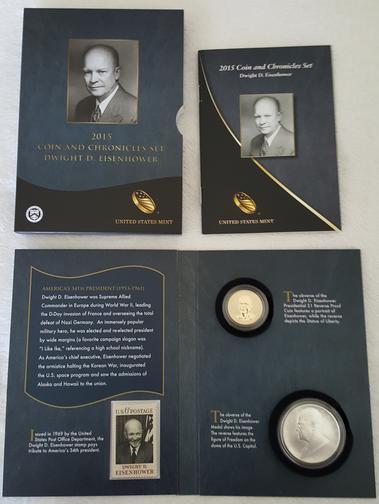 2015
COIN AND CHRONICLES SET
DWIGHT D. EISENHOWER
UNITED STATES MINT
2015 Coin and Chronicles Set
Dwight D. Eisenhower
UNITED STATES MINT
AMERICA'S 34TH PRESIDENT (1953-1961)
Dwight D. Eisenhower was Supreme Allied
Commander in Europe during World War II, leading
the D-Day invasion of France and overseeing the total
defeat of Nazi Germany. An immensely popular
military hero, he was elected and re-elected president
by wide margins (a favorite campaign slogan was
"I Like Ike," referencing a high school nickname).
As America's chief executive, Eisenhower negotiated
the armistice halting the Korean War, inaugurated
the U.S. space program and saw the admissions of
Alaska and Hawaii to the union.
Issued in 1969 by the United
States Post Office Department, the
Dwight D. Eisenhower stamp pays
tribute to America's 34th president.
U.S. POSTAGE
DWIGHT D.
EISENHOWER
The obverse of the
Dwight D. Eisenhower
Presidential $1 Reverse Proof
Coin features a portrait of
Eisenhower, while the reverse
depicts the Statue of Liberty.
The obverse of the
Dwight D. Eisenhower
Medal shows his image.
The reverse features the
figure of Freedom on the
dome of the U.S. Capitol.